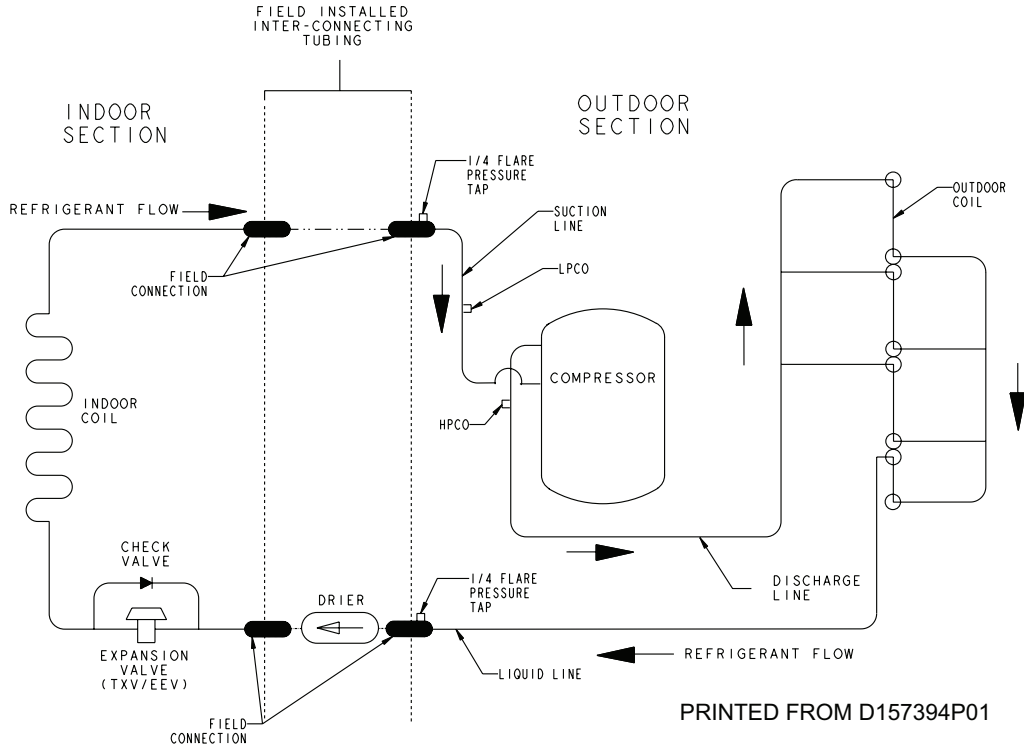 FIELD INSTALLED
INTER-CONNECTING
TUBING
INDOOR
SECTION
OUTDOOR
SECTION
1/4 FLARE
PRESSURE
TAP
REFRIGERANT FLOW
SUCTION
LINE
OUTDOOR
COIL
FIELD
CONNECTION
LPCO
COMPRESSOR
INDOOR
COIL
HPCO
CHECK
VALVE
DRIER
1/4 FLARE
PRESSURE
TAP
DISCHARGE
LINE
EXPANSION
VALVE
(TXV/EEV)
LIQUID LINE
REFRIGERANT FLOW
FIELD
CONNECTION
PRINTED FROM D157394P01